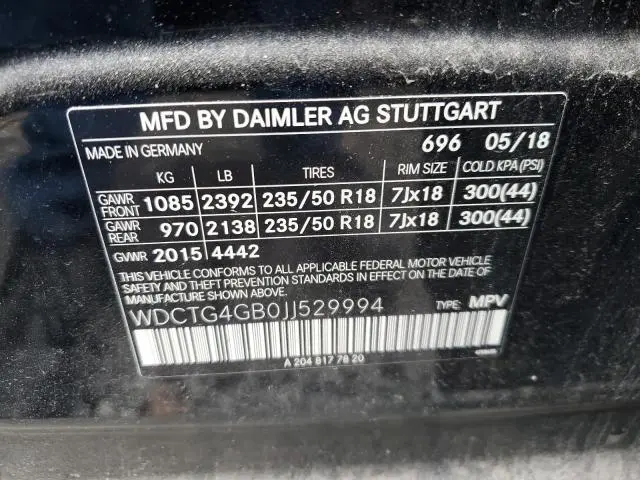 MFD BY DAIMLER AG STUTTGART
MADE IN GERMANY 696 05/18
KG LB TIRES RIM SIZE COLD KPA(PSI)
GAWR FRONT 1085 2392 235/50 R18 7Jx18 300(44)
GAWR REAR 970 2138 235/50 R18 7Jx18 300(44)
GVWR 2015 4442
THIS VEHICLE CONFORMS TO ALL APPLICABLE FEDERAL MOTOR VEHICLE
SAFETY AND THEFT PREVENTION STANDARDS IN EFFECT ON THE DATE
OF MANUFACTURE SHOWN ABOVE.
WDCTG4GB0JJ529994 TYPE: MPV
A 204 817 78 20